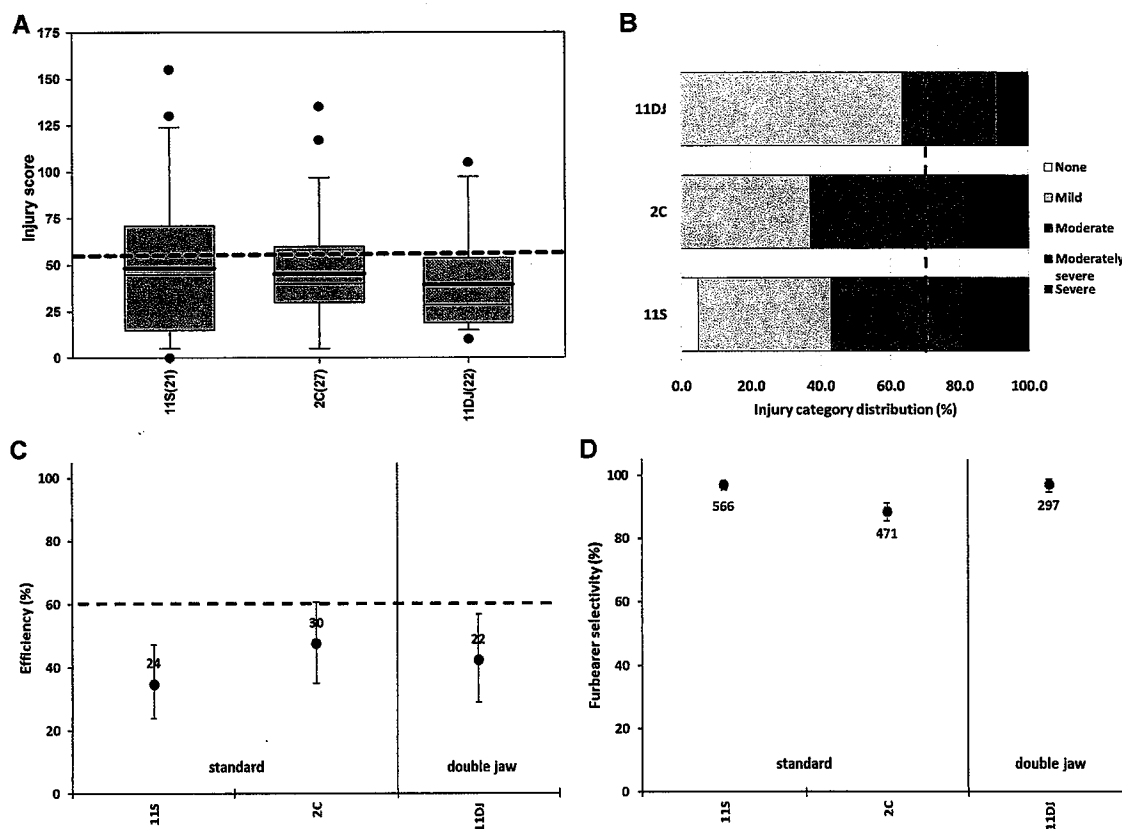 A
175
150
125
100
75
50
25
0
Injury score
11S(21)
2C(27)
11DJ(22)
B
11DJ
2C
11S
None
Mild
Moderate
Moderately
severe
Severe
0.0 20.0 40.0 60.0 80.0 100.0
Injury category distribution (%)
C
100
80
60
40
20
0
Efficiency (%)
24
30
22
standard
double jaw
11S
2C
11DJ
D
100
80
60
40
20
0
Furbearer selectivity (%)
566
471
297
standard
double jaw
11S
2C
11DJ